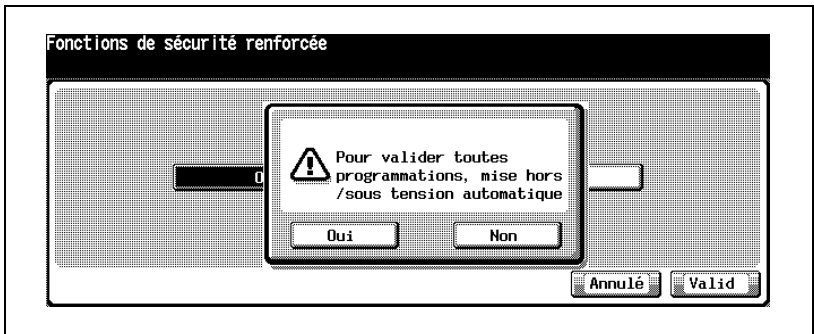 Fonctions de sécurité renforcée
Pour valider toutes
programmations, mise hors
/sous tension automatique
Oui
Non
Annulé
Valid